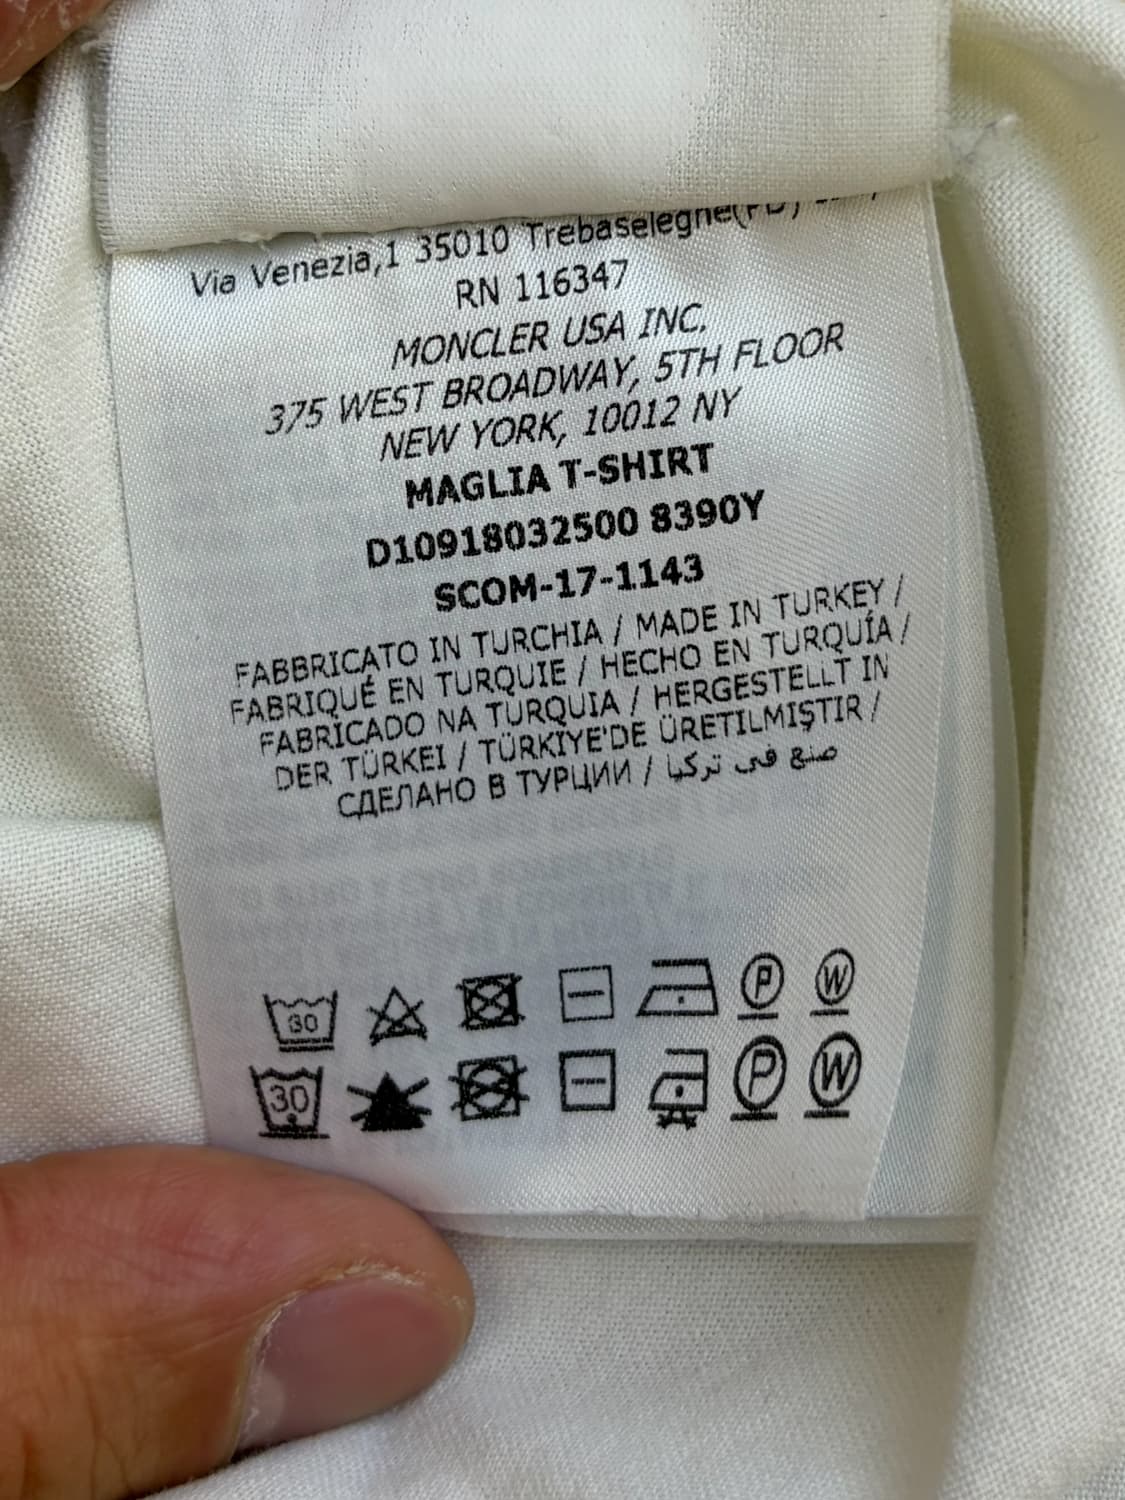 Via Venezia,1 35010 Trebaselegne(PD)
RN 116347
MONCLER USA INC.
375 WEST BROADWAY, 5TH FLOOR
NEW YORK, 10012 NY
MAGLIA T-SHIRT
D10918032500 8390Y
SCOM-17-1143
FABBRICATO IN TURCHIA / MADE IN TURKEY /
FABRIQUÉ EN TURQUIE / HECHO EN TURQUÍA /
FABRICADO NA TURQUIA / HERGESTELLT IN
DER TÜRKEI / TÜRKİYE'DE ÜRETILMIŞTIR /
СДЕЛАНО В ТУРЦИИ / صنع في تركيا
30 P W
30 P W